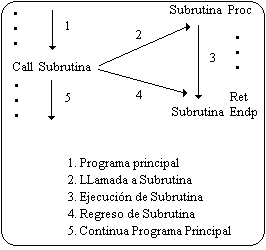 Subrutina Proc
1
2
Call Subrutina
3
5
4
Ret
Subrutina Endp
1. Programa principal
2. LLamada a Subrutina
3. Ejecución de Subrutina
4. Regreso de Subrutina
5. Continua Programa Principal